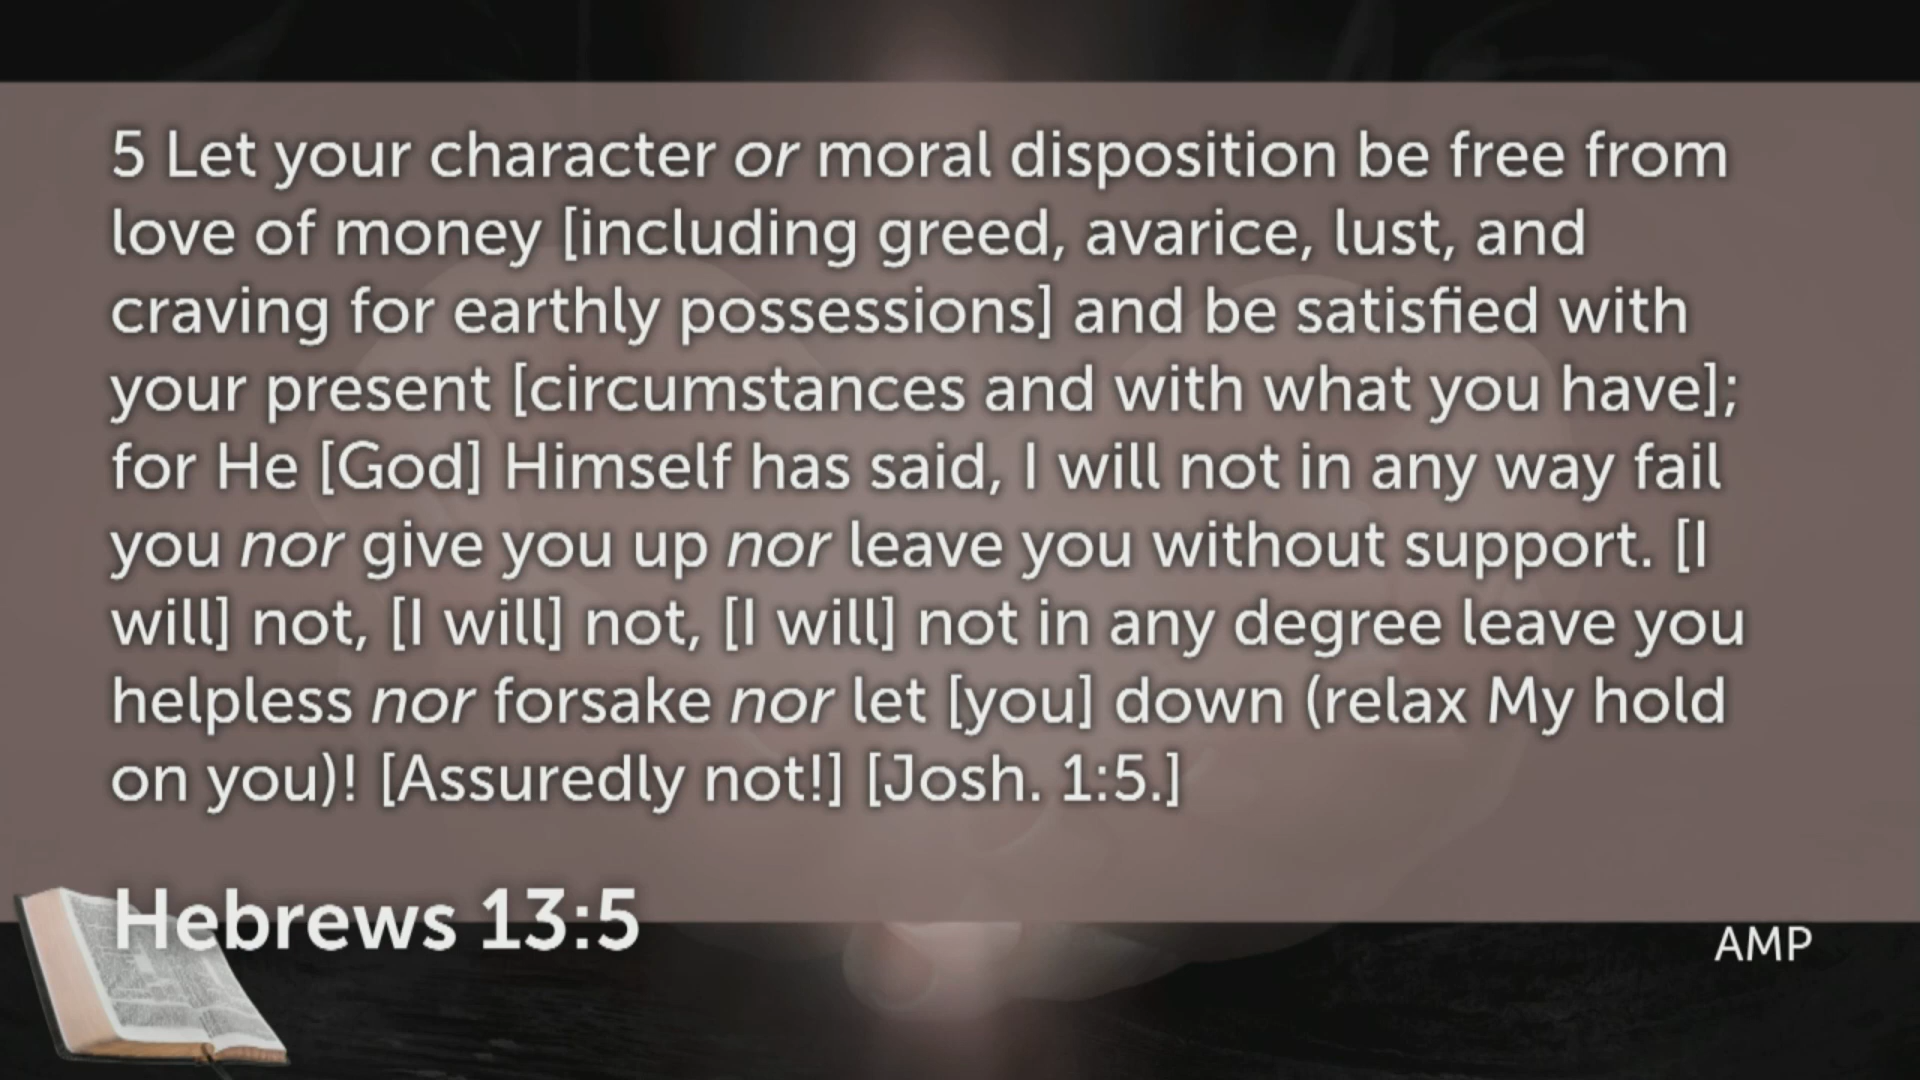 5 Let your character or moral disposition be free from
love of money [including greed, avarice, lust, and
craving for earthly possessions] and be satisfied with
your present [circumstances and with what you have];
for He [God] Himself has said, I will not in any way fail
you nor give you up nor leave you without support. [I
will] not, [I will] not, [I will] not in any degree leave you
helpless nor forsake nor let [you] down (relax My hold
on you)! [Assuredly not!] [Josh. 1:5.]
Hebrews 13:5
AMP